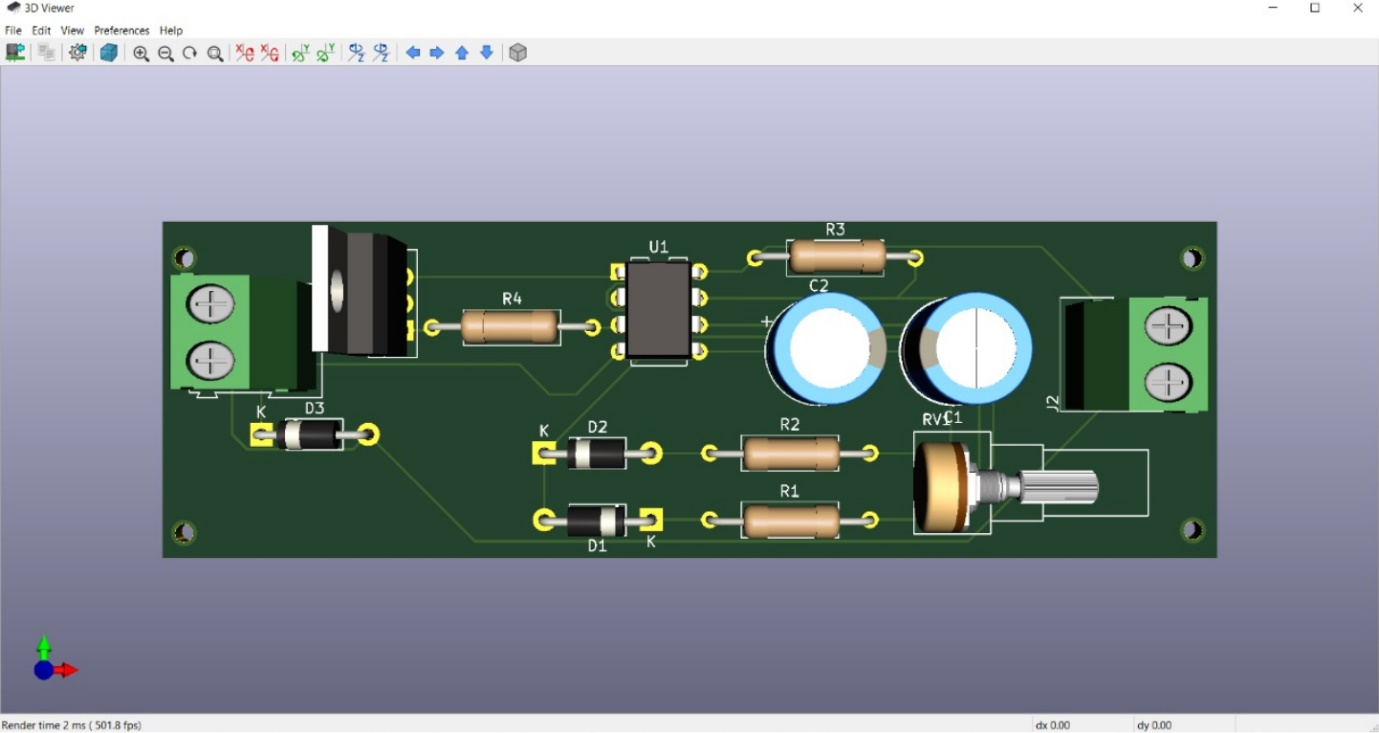 3D Viewer
File Edit View Preferences Help
R3
U1
C2
R4
+
J2
K
D3
K
D2
R2
RV1
C1
R1
D1
K
Render time 2 ms ( 501.8 fps)
dx 0.00
dy 0.00